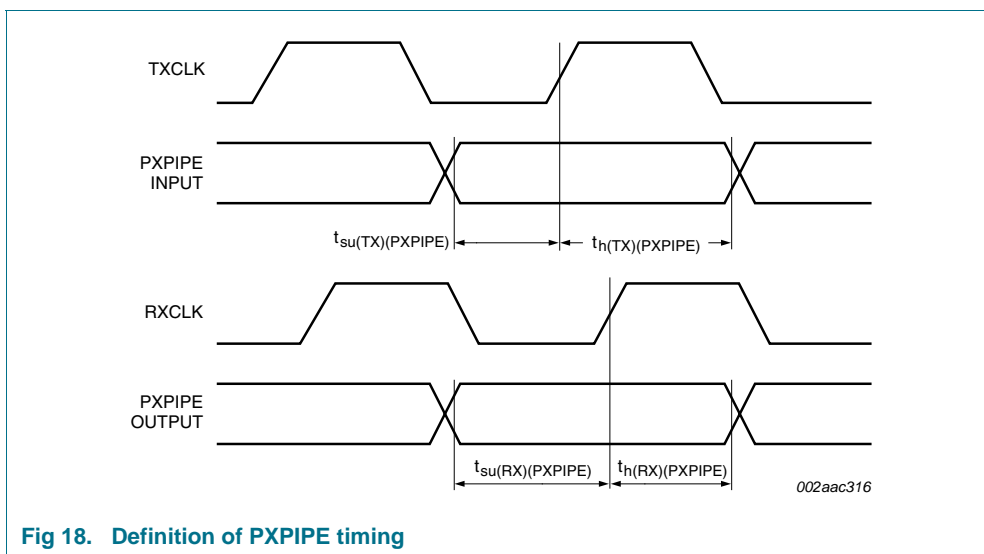 TXCLK
PXPIPE
INPUT
tsu(TX)(PXPIPE)
th(TX)(PXPIPE)
RXCLK
PXPIPE
OUTPUT
tsu(RX)(PXPIPE)
th(RX)(PXPIPE)
002aac316
Fig 18. Definition of PXPIPE timing